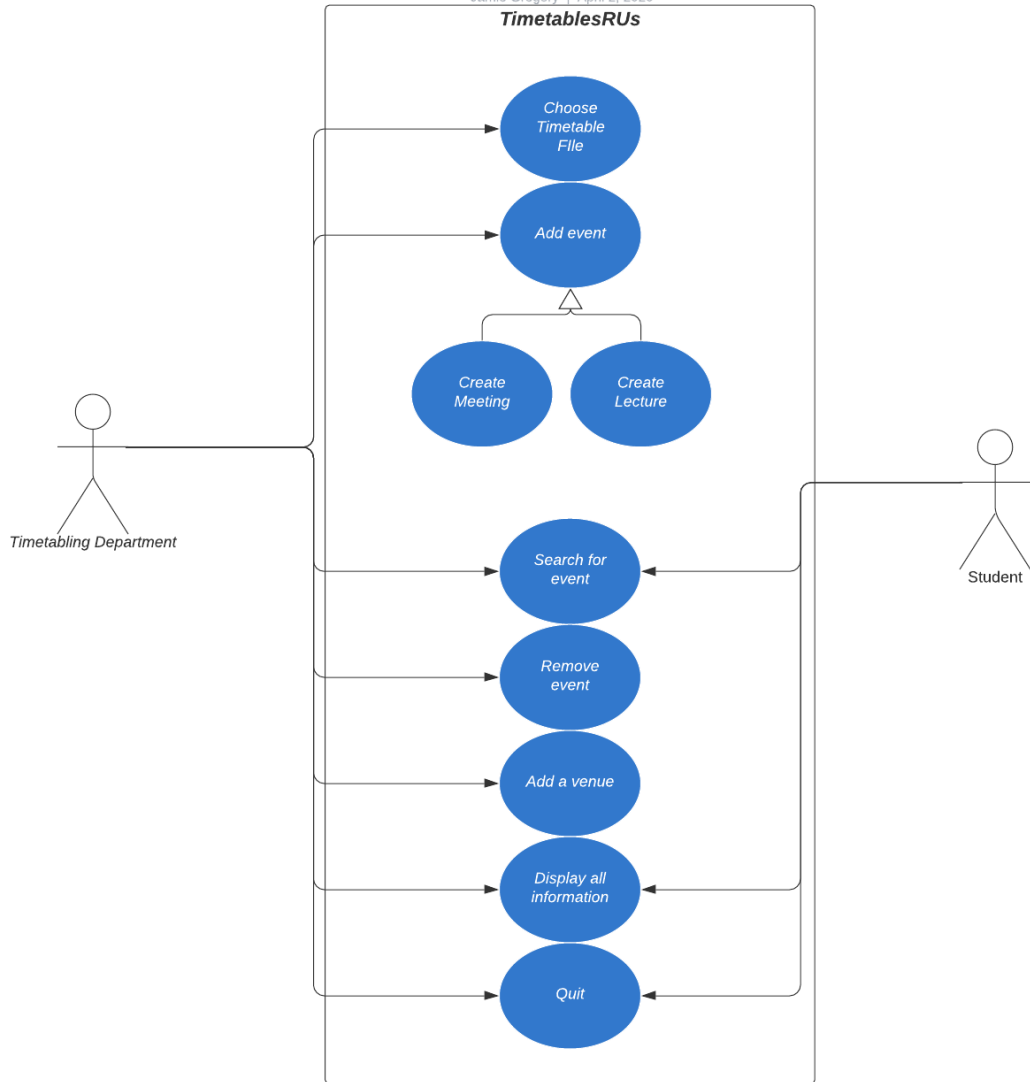 TimetablesRUs
Choose
Timetable
FIle
Add event
Create
Meeting
Create
Lecture
Timetabling Department
Search for
event
Student
Remove
event
Add a venue
Display all
information
Quit